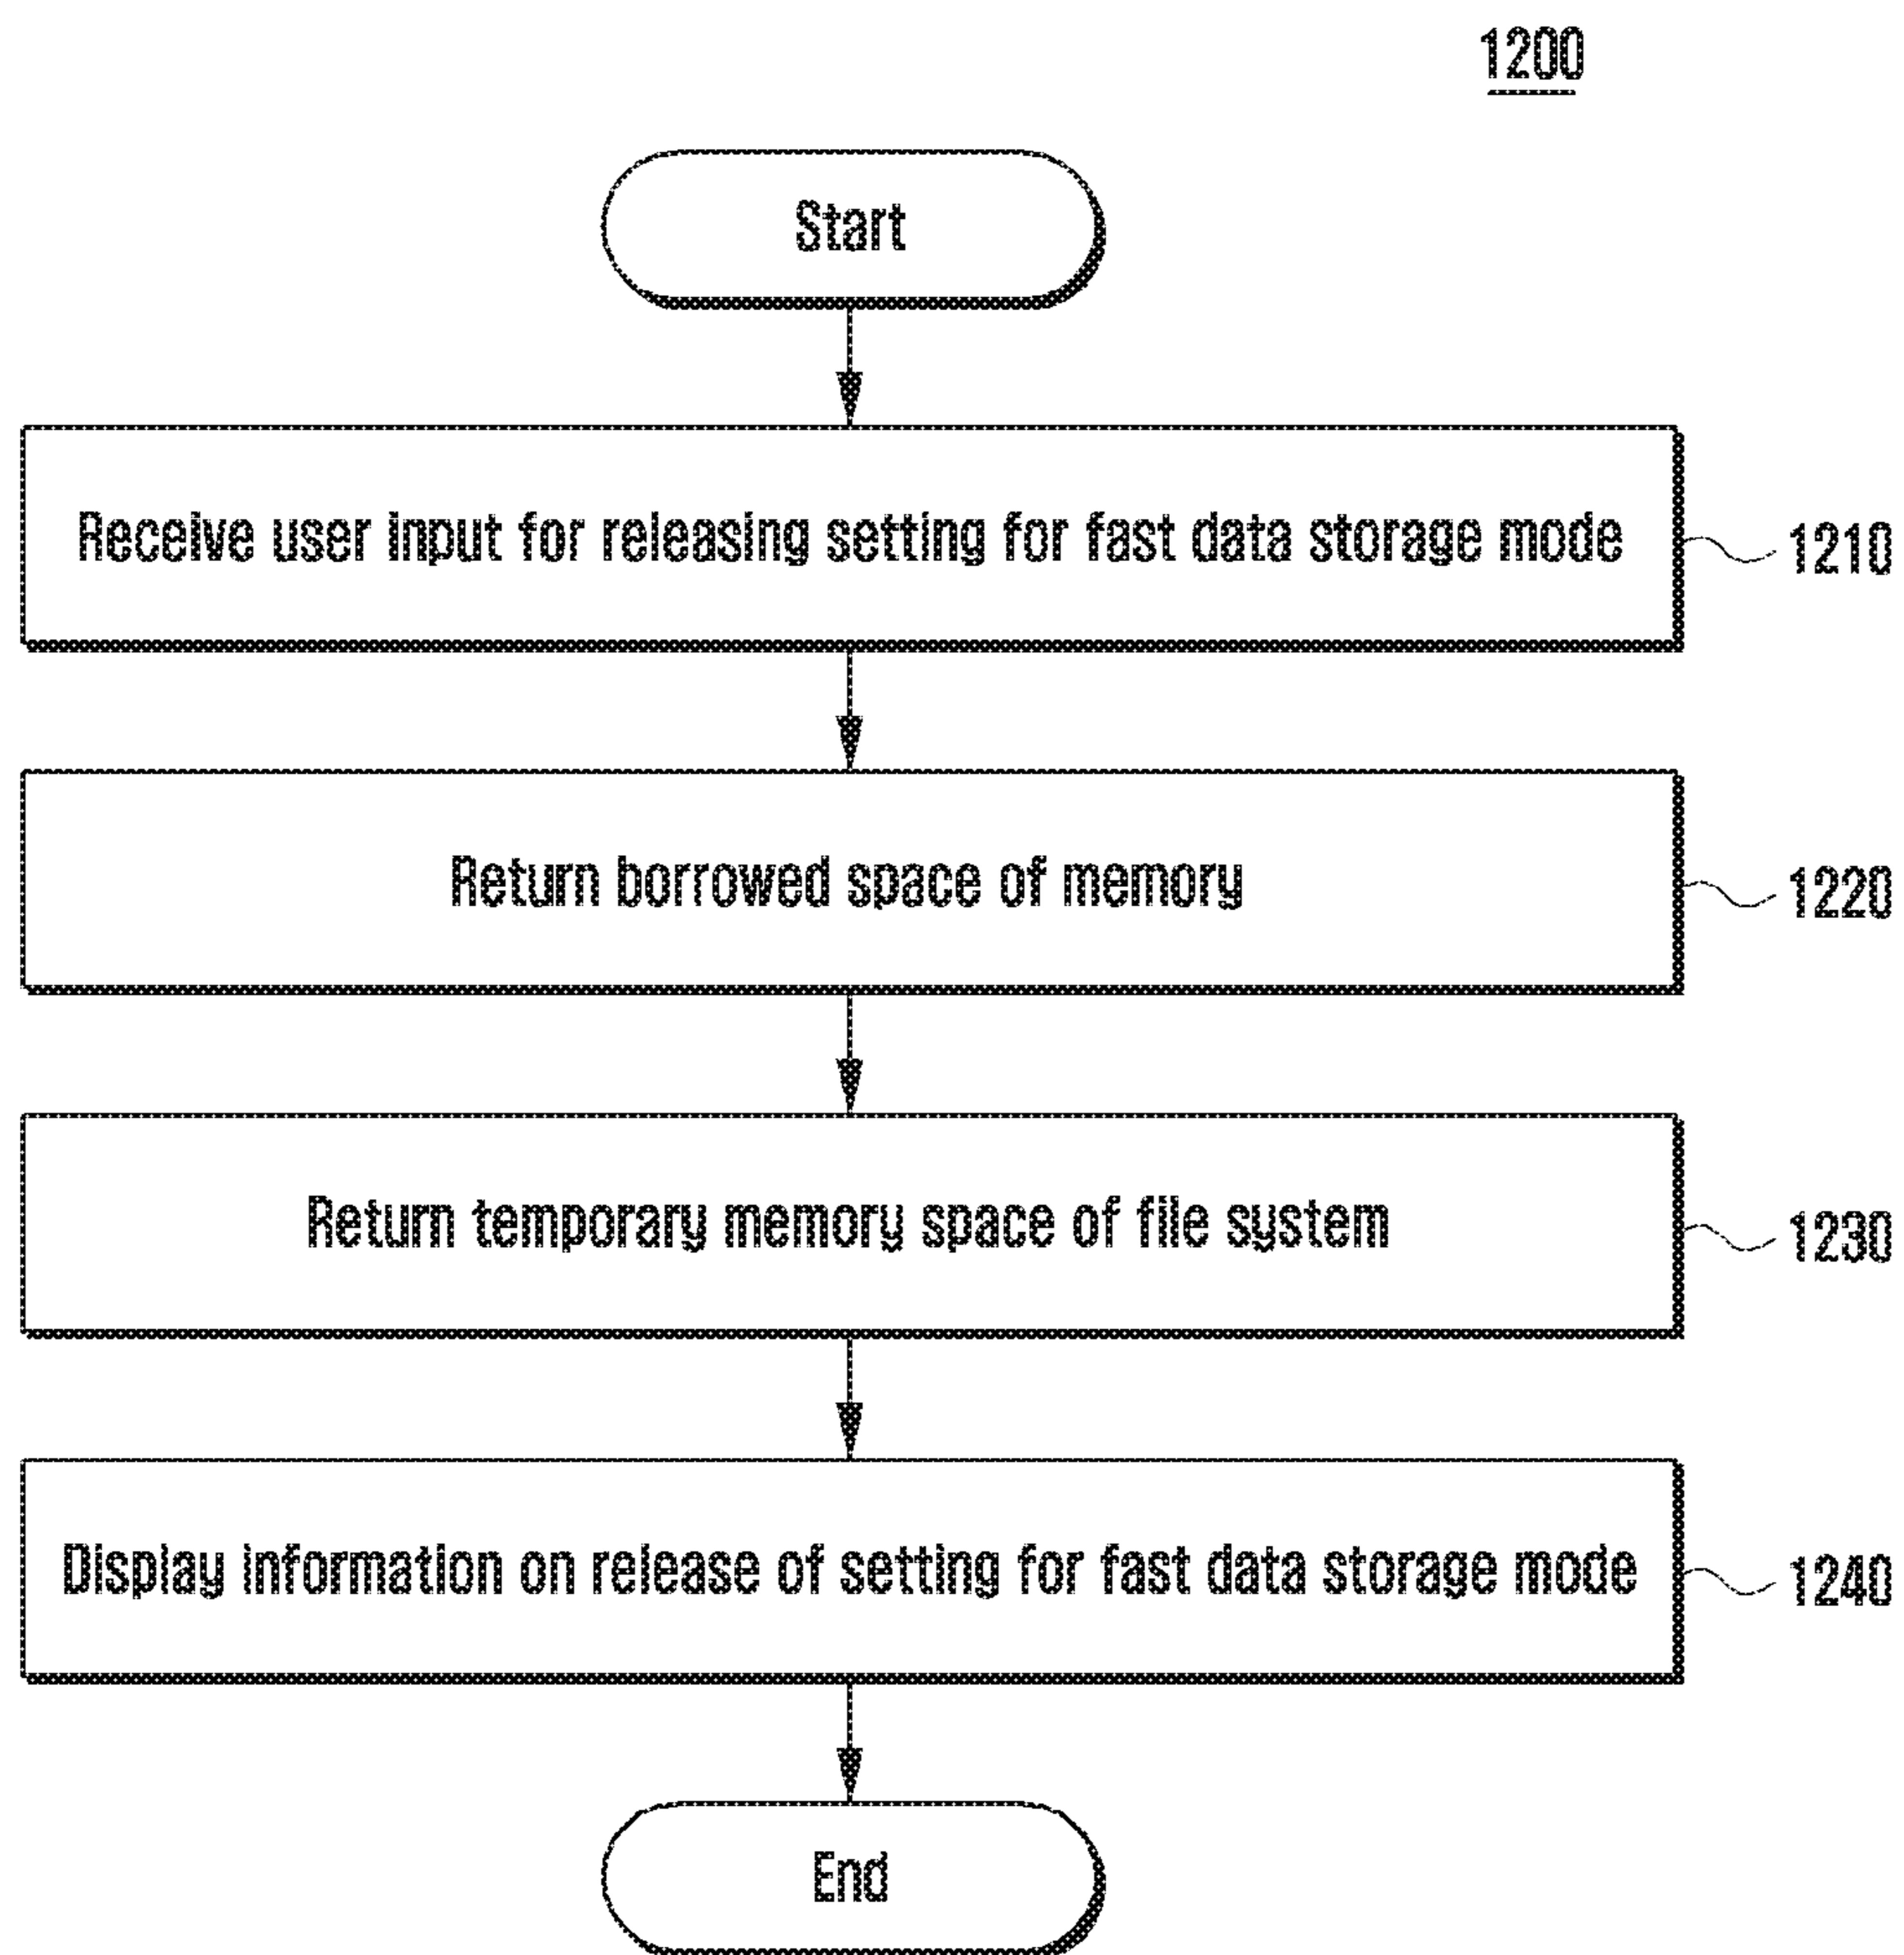 1200
Start
Receive user input for releasing setting for fast data storage mode
1210
Return borrowed space of memory
1220
Return temporary memory space of file system
1230
Display information on release of setting for fast data storage mode
1240
End